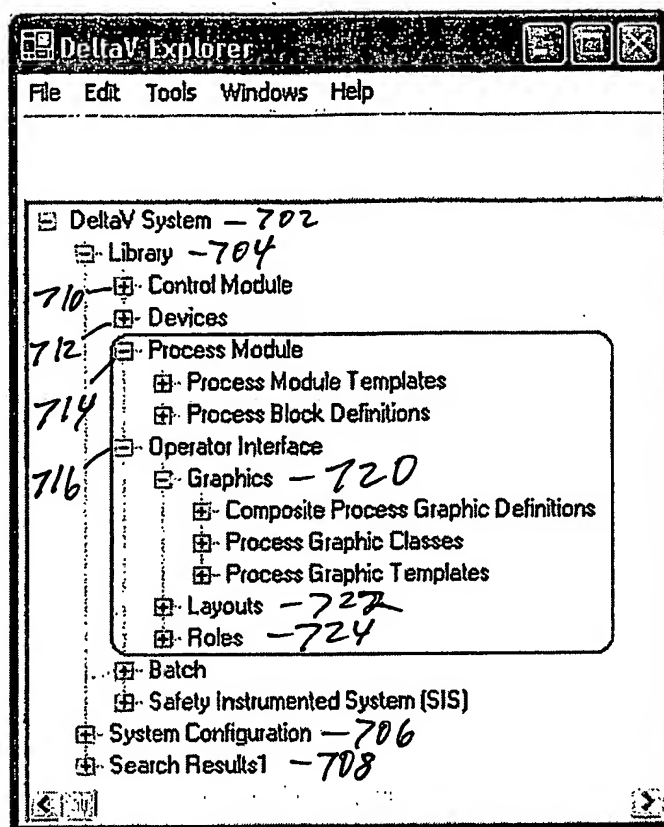 DeltaV Explorer
File Edit Tools Windows Help
DeltaV System — 702
Library — 704
710 Control Module
712 Devices
714 Process Module
Process Module Templates
Process Block Definitions
716 Operator Interface
Graphics — 720
Composite Process Graphic Definitions
Process Graphic Classes
Process Graphic Templates
Layouts — 722
Roles — 724
Batch
Safety Instrumented System (SIS)
System Configuration — 706
Search Results1 — 708